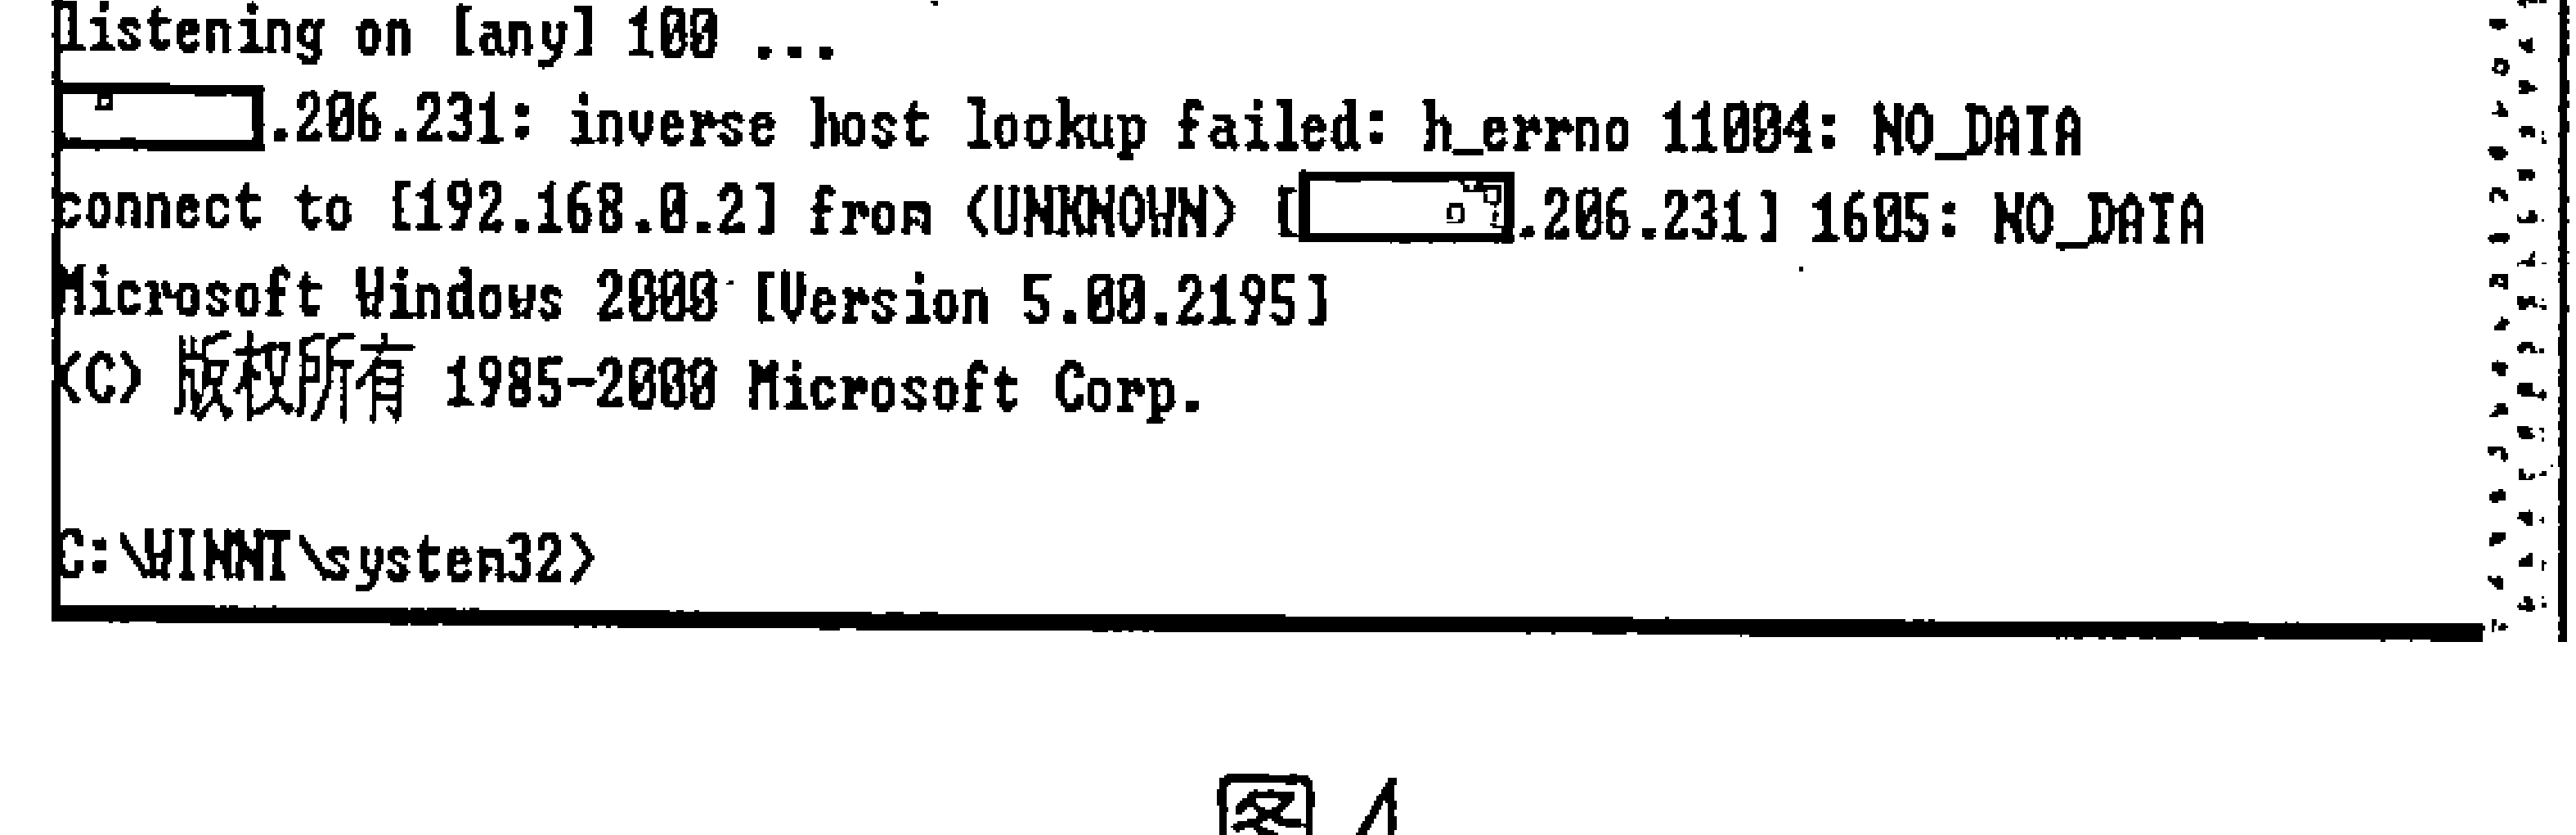 listening on [any] 100 ...
.206.231: inverse host lookup failed: h_errno 11004: NO_DATA
connect to [192.168.0.2] from (UNKNOWN) [.206.231] 1605: NO_DATA
Microsoft Windows 2000 [Version 5.00.2195]
(C) 版权所有 1985-2000 Microsoft Corp.
C:\WINNT\system32>
图